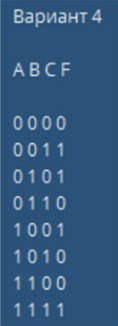 Вариант 4
A B C F
0 0 0 0
0 0 1 1
0 1 0 1
0 1 1 0
1 0 0 1
1 0 1 0
1 1 0 0
1 1 1 1